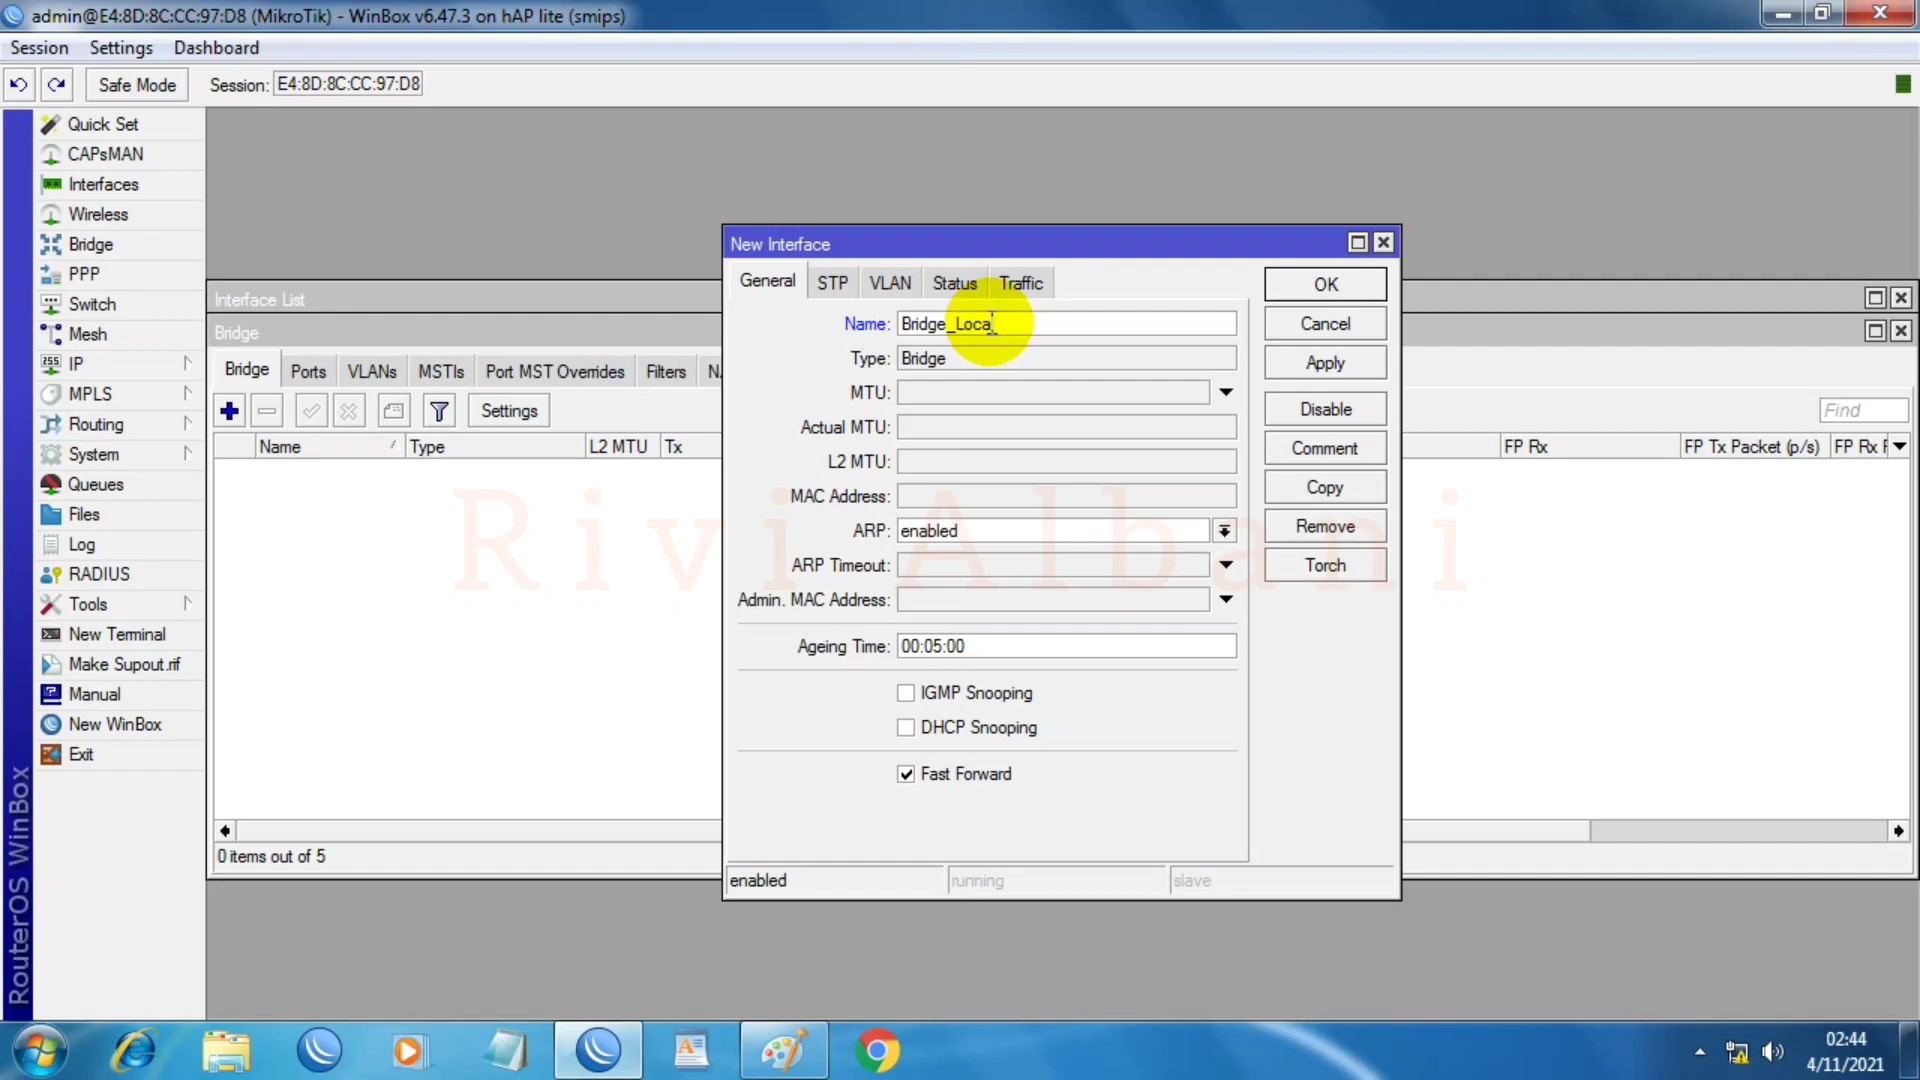 admin@E4:8D:8C:CC:97:D8 (MikroTik) - WinBox v6.47.3 on hAP lite (smips)
Session Settings Dashboard
Safe Mode Session: E4:8D:8C:CC:97:D8
Quick Set
CAPsMAN
Interfaces
Wireless
Bridge
PPP
Switch
Mesh
IP
MPLS
Routing
System
Queues
Files
Log
RADIUS
Tools
New Terminal
Make Supout.rif
Manual
New WinBox
Exit
RouterOS WinBox
Interface List
Bridge
Bridge Ports VLANs MSTIs Port MST Overrides Filters
Settings
Find
Name Type L2 MTU Tx FP Rx FP Tx Packet (p/s) FP Rx
0 items out of 5
New Interface
General STP VLAN Status Traffic
Name: Bridge_Loca
Type: Bridge
MTU:
Actual MTU:
L2 MTU:
MAC Address:
ARP: enabled
ARP Timeout:
Admin. MAC Address:
Ageing Time: 00:05:00
IGMP Snooping
DHCP Snooping
Fast Forward
enabled running slave
OK
Cancel
Apply
Disable
Comment
Copy
Remove
Torch
Rivi Albani
02:44
4/11/2021